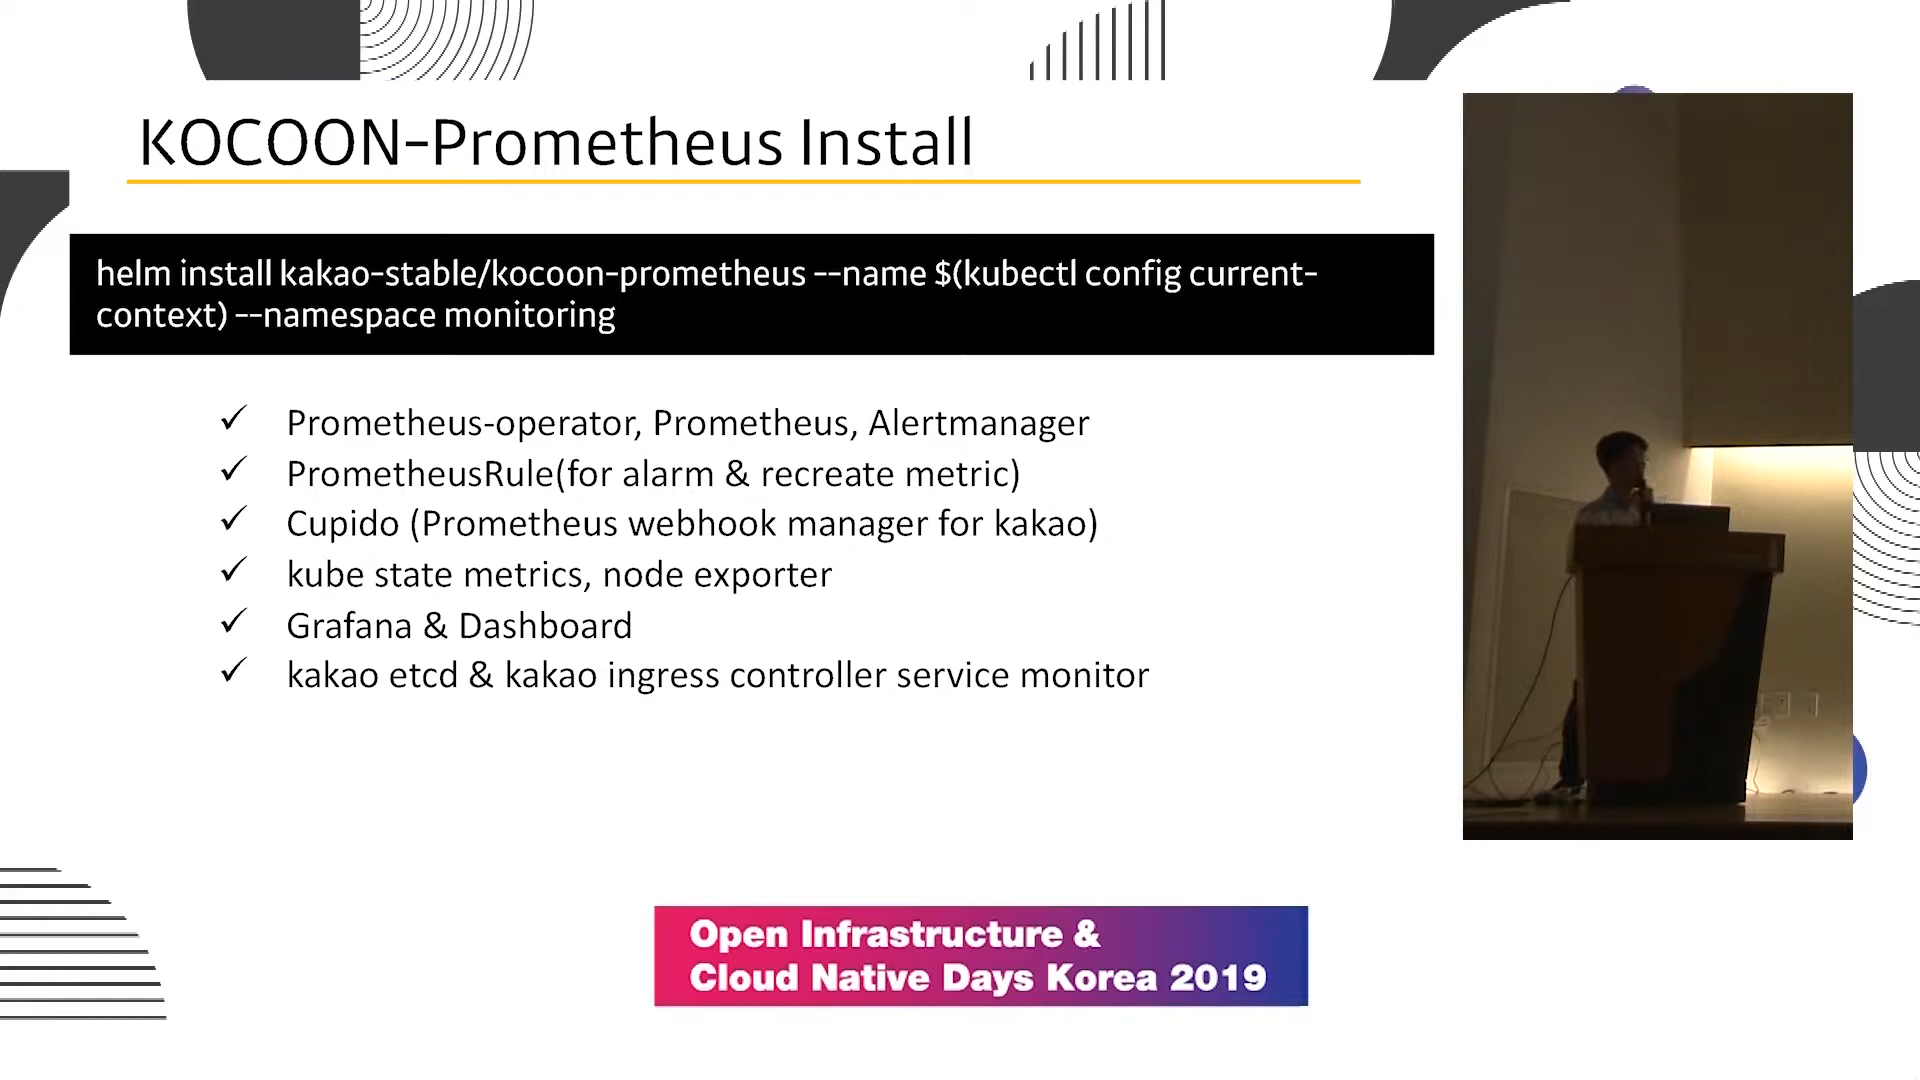 KOCOON-Prometheus Install
helm install kakao-stable/kocoon-prometheus --name $(kubectl config current-
context) --namespace monitoring
✓ Prometheus-operator, Prometheus, Alertmanager
✓ PrometheusRule(for alarm & recreate metric)
✓ Cupido (Prometheus webhook manager for kakao)
✓ kube state metrics, node exporter
✓ Grafana & Dashboard
✓ kakao etcd & kakao ingress controller service monitor
Open Infrastructure &
Cloud Native Days Korea 2019